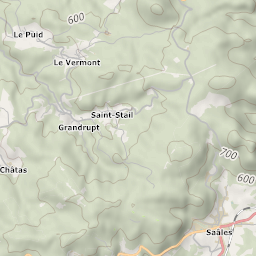 600
600
Le Puid
Le Vermont
Saint-Stail
Grandrupt
700
Châtas
Saales